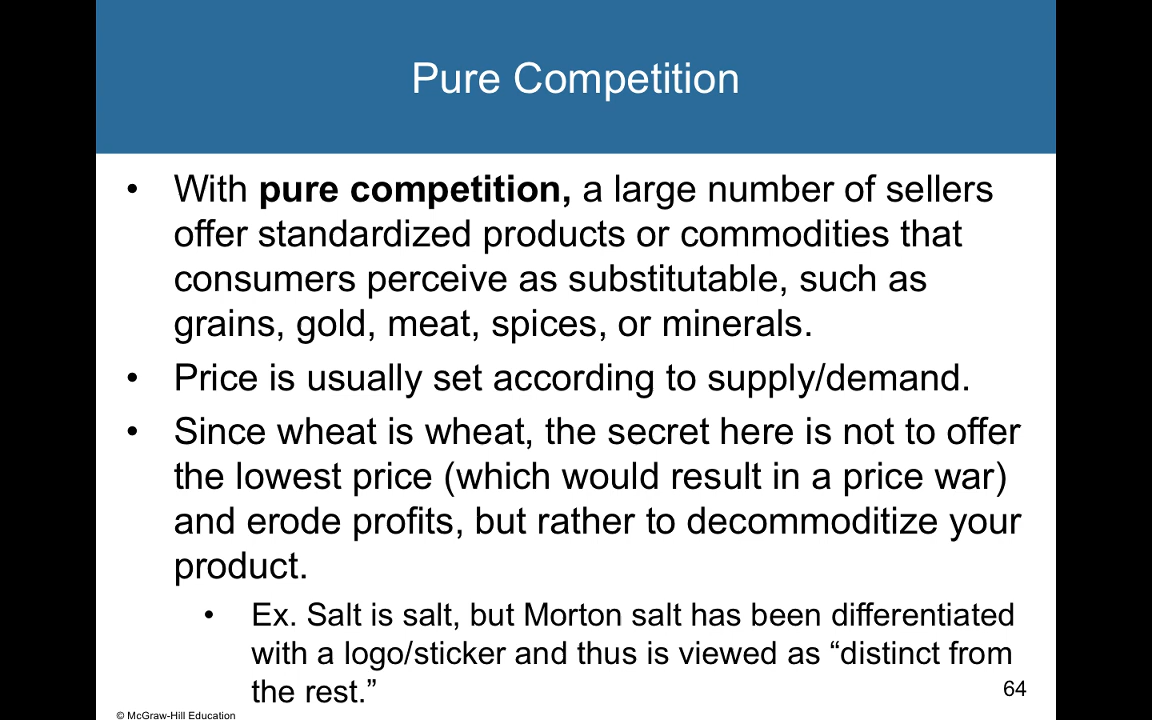 Pure Competition
• With pure competition, a large number of sellers
offer standardized products or commodities that
consumers perceive as substitutable, such as
grains, gold, meat, spices, or minerals.
• Price is usually set according to supply/demand.
• Since wheat is wheat, the secret here is not to offer
the lowest price (which would result in a price war)
and erode profits, but rather to decommoditize your
product.
• Ex. Salt is salt, but Morton salt has been differentiated
with a logo/sticker and thus is viewed as “distinct from
the rest.”
64
© McGraw-Hill Education